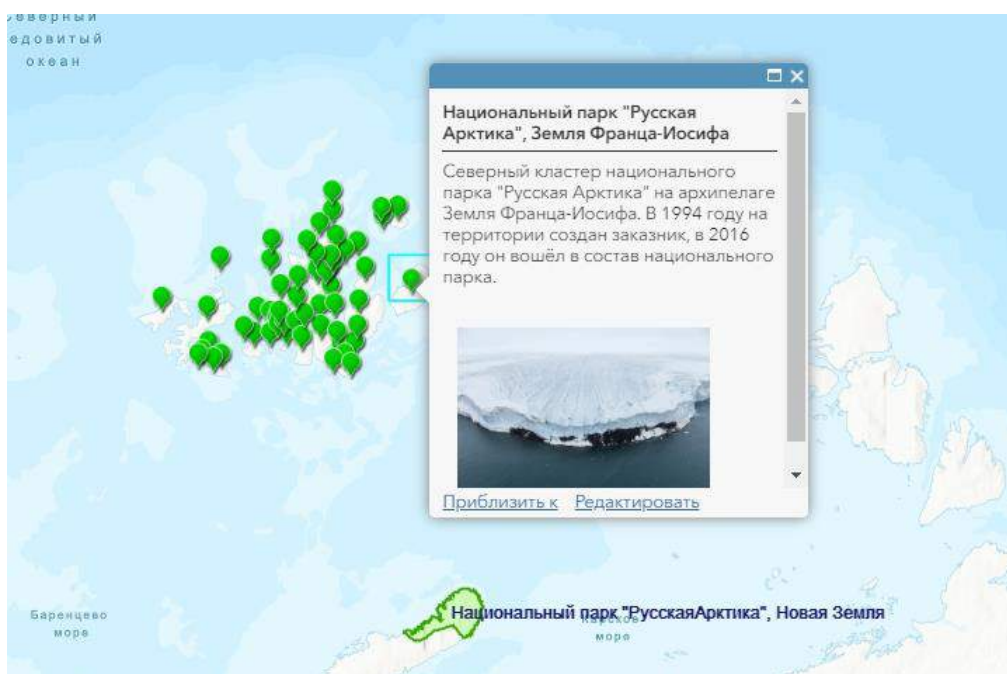 Северный
Ледовитый
океан
Национальный парк "Русская
Арктика", Земля Франца-Иосифа
Северный кластер национального
парка "Русская Арктика" на архипелаге
Земля Франца-Иосифа. В 1994 году на
территории создан заказник, в 2016
году он вошёл в состав национального
парка.
Приблизить к Редактировать
Национальный парк "РусскаяАрктика", Новая Земля
Баренцево
море
Карское
море